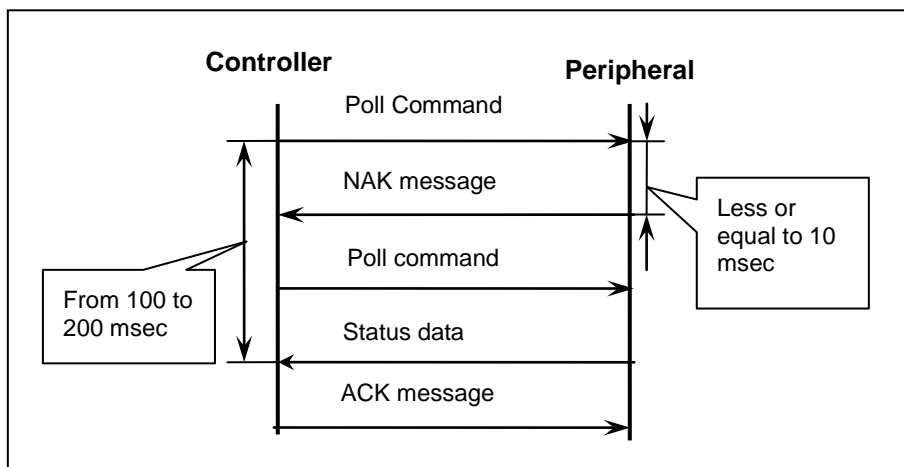 Controller
Peripheral
Poll Command
NAK message
Less or
equal to 10
msec
Poll command
From 100 to
200 msec
Status data
ACK message